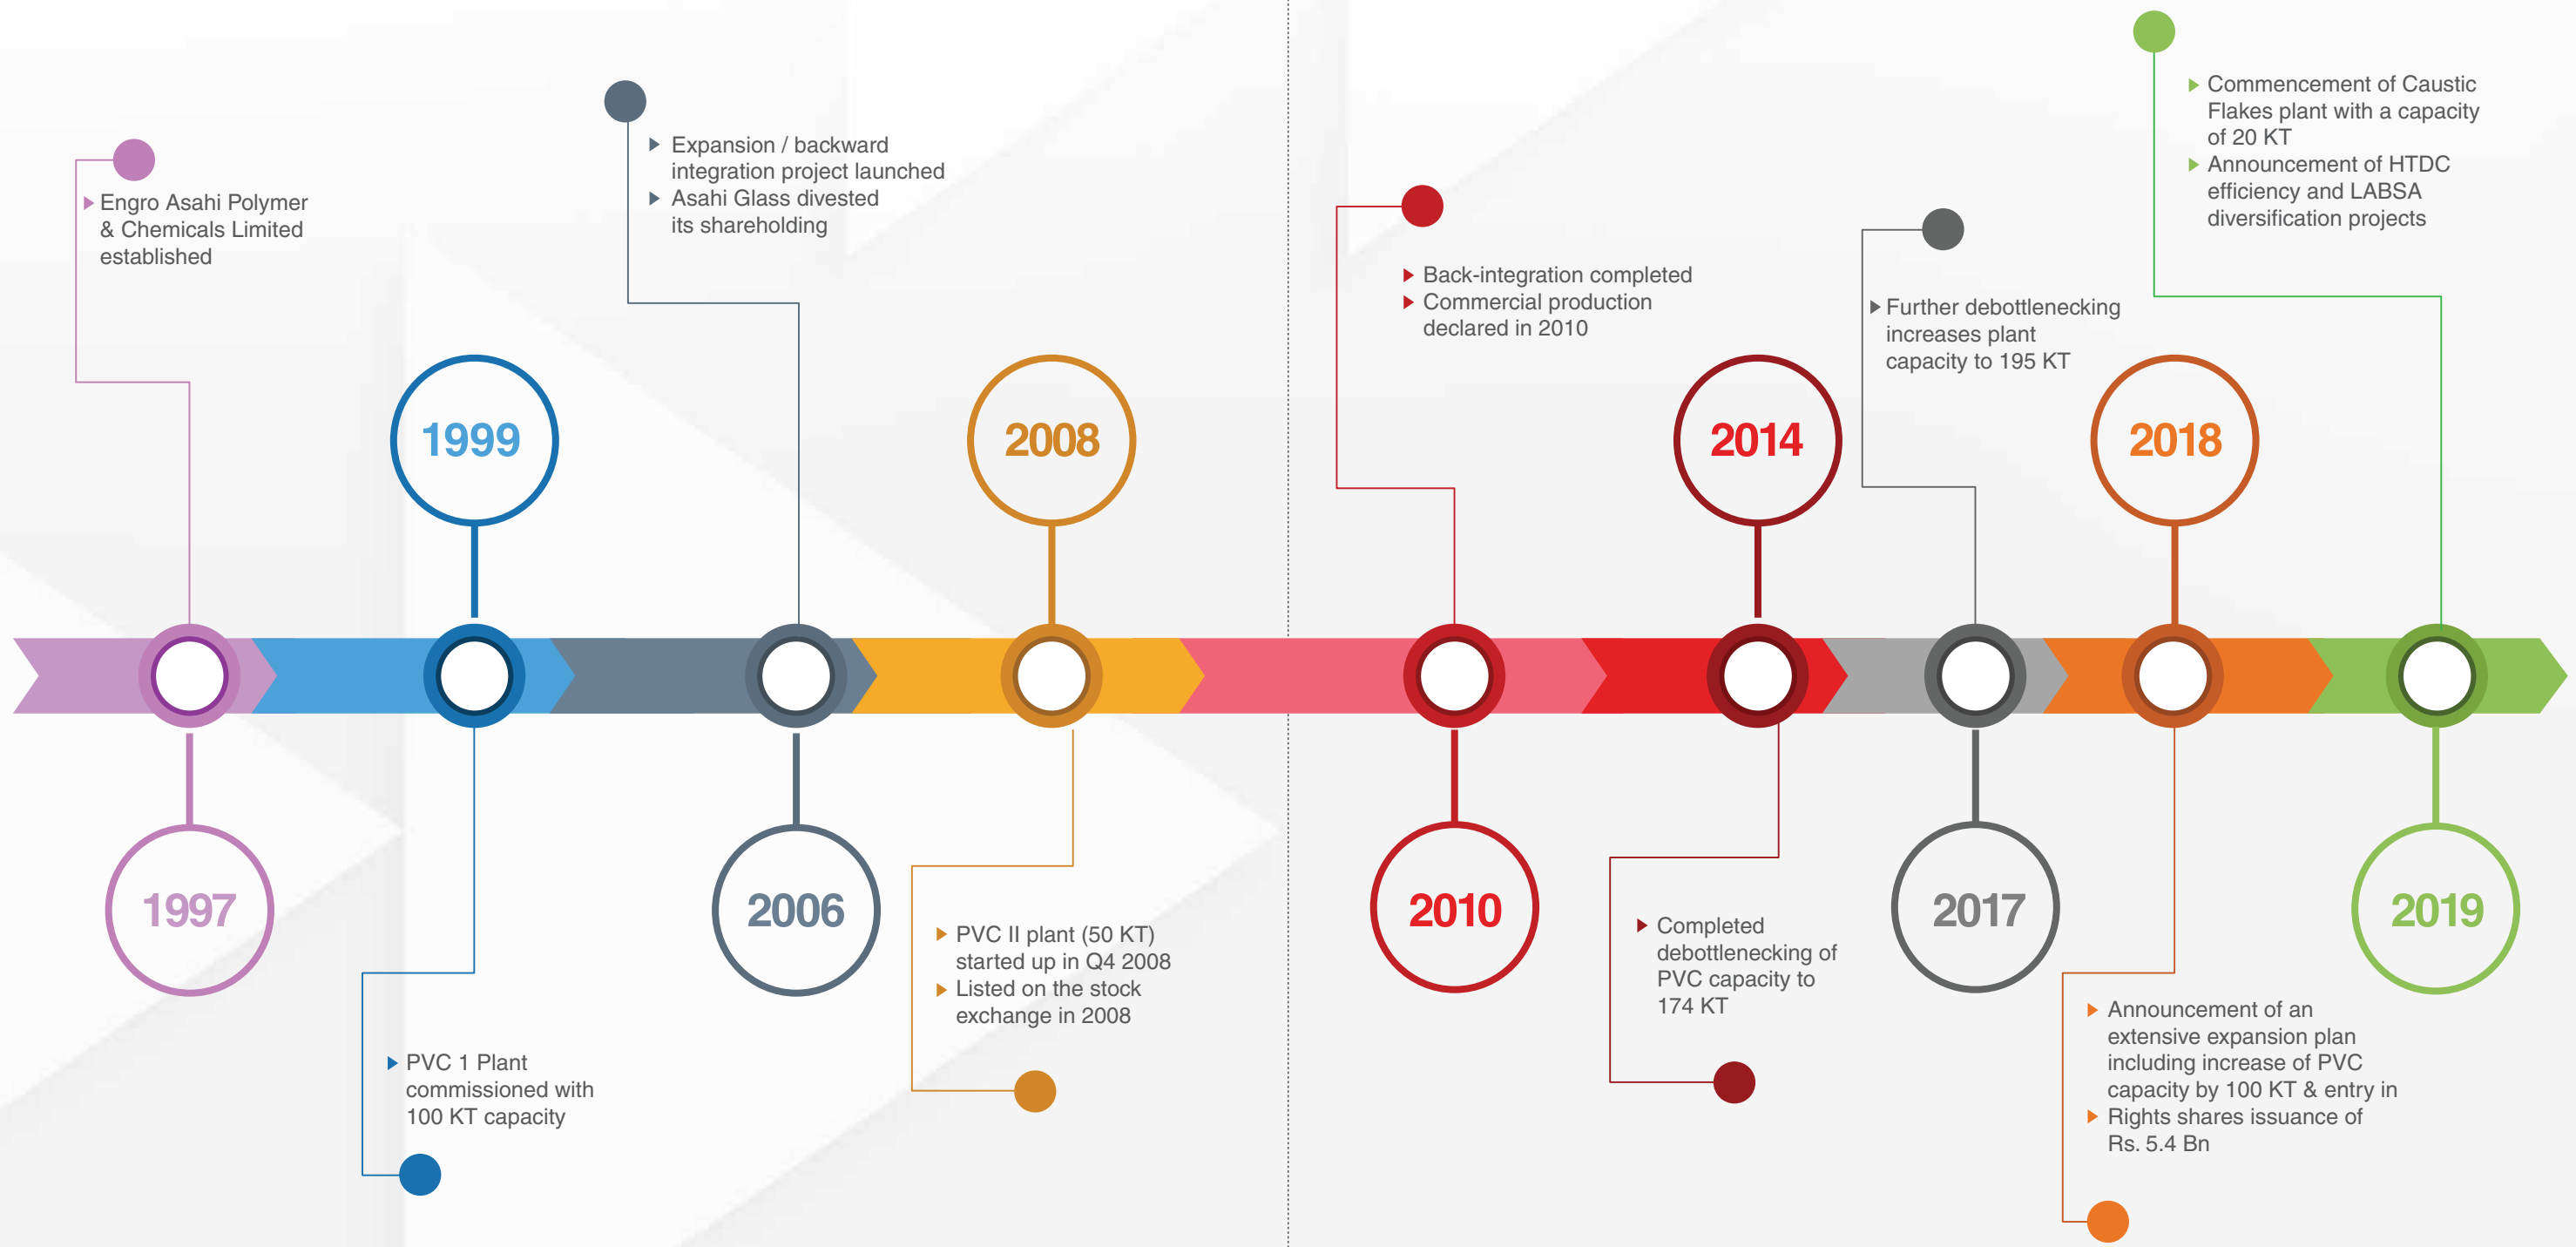 Engro Asahi Polymer
& Chemicals Limited
established
1997
1999
PVC 1 Plant
commissioned with
100 KT capacity
Expansion / backward
integration project launched
Asahi Glass divested
its shareholding
2006
2008
PVC II plant (50 KT)
started up in Q4 2008
Listed on the stock
exchange in 2008
Back-integration completed
Commercial production
declared in 2010
2010
2014
Completed
debottlenecking of
PVC capacity to
174 KT
Further debottlenecking
increases plant
capacity to 195 KT
2017
2018
Announcement of an
extensive expansion plan
including increase of PVC
capacity by 100 KT & entry in
Rights shares issuance of
Rs. 5.4 Bn
Commencement of Caustic
Flakes plant with a capacity
of 20 KT
Announcement of HTDC
efficiency and LABSA
diversification projects
2019